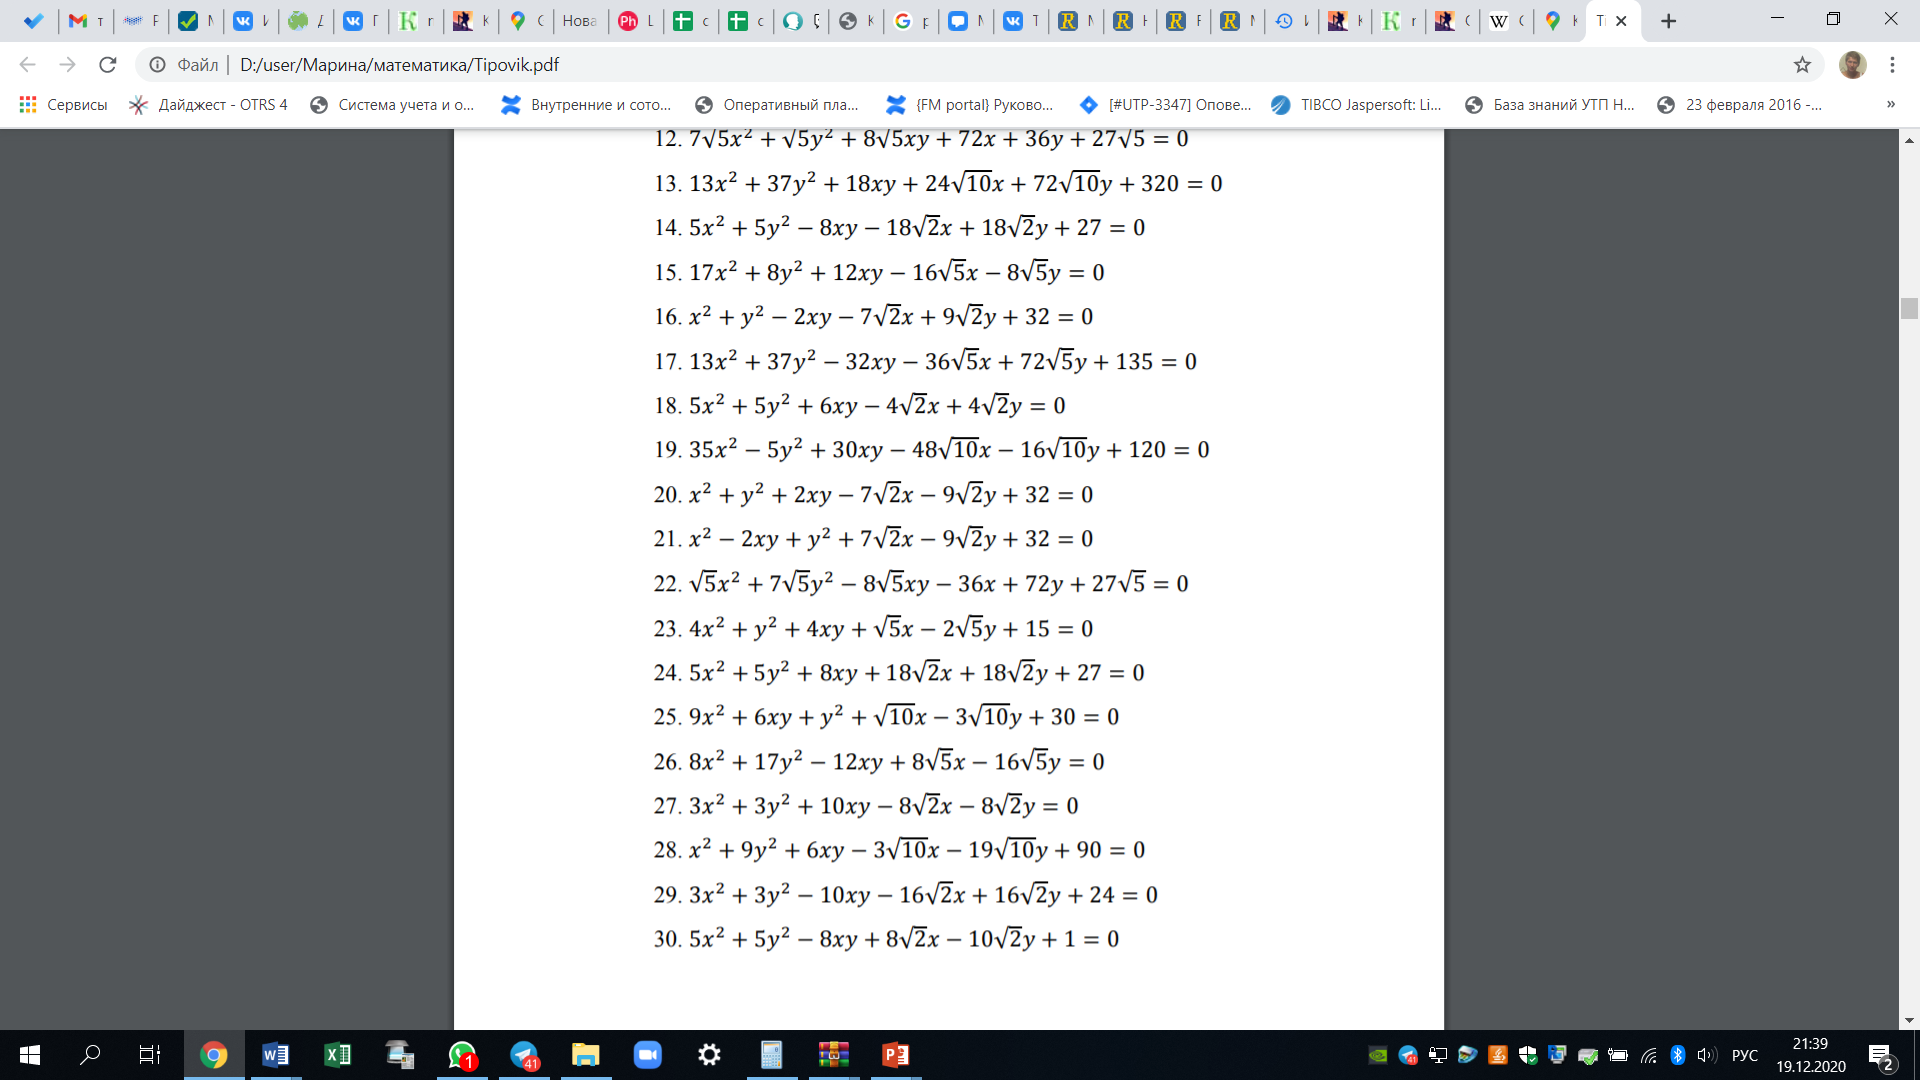 Нова
Ti
Файл D:/user/Марина/математика/Tipovik.pdf
Сервисы Дайджест - OTRS 4 Система учета и о... Внутренние и сото... Оперативный пла... {FM portal} Руково... [#UTP-3347] Опове... TIBCO Jaspersoft: Li... База знаний УТП Н... 23 февраля 2016 -... »
12. 7√5x² + √5y² + 8√5xy + 72x + 36y + 27√5 = 0
13. 13x² + 37y² + 18xy + 24√10x + 72√10y + 320 = 0
14. 5x² + 5y² − 8xy − 18√2x + 18√2y + 27 = 0
15. 17x² + 8y² + 12xy − 16√5x − 8√5y = 0
16. x² + y² − 2xy − 7√2x + 9√2y + 32 = 0
17. 13x² + 37y² − 32xy − 36√5x + 72√5y + 135 = 0
18. 5x² + 5y² + 6xy − 4√2x + 4√2y = 0
19. 35x² − 5y² + 30xy − 48√10x − 16√10y + 120 = 0
20. x² + y² + 2xy − 7√2x − 9√2y + 32 = 0
21. x² − 2xy + y² + 7√2x − 9√2y + 32 = 0
22. √5x² + 7√5y² − 8√5xy − 36x + 72y + 27√5 = 0
23. 4x² + y² + 4xy + √5x − 2√5y + 15 = 0
24. 5x² + 5y² + 8xy + 18√2x + 18√2y + 27 = 0
25. 9x² + 6xy + y² + √10x − 3√10y + 30 = 0
26. 8x² + 17y² − 12xy + 8√5x − 16√5y = 0
27. 3x² + 3y² + 10xy − 8√2x − 8√2y = 0
28. x² + 9y² + 6xy − 3√10x − 19√10y + 90 = 0
29. 3x² + 3y² − 10xy − 16√2x + 16√2y + 24 = 0
30. 5x² + 5y² − 8xy + 8√2x − 10√2y + 1 = 0
1 41 РУС 21:39
19.12.2020 2